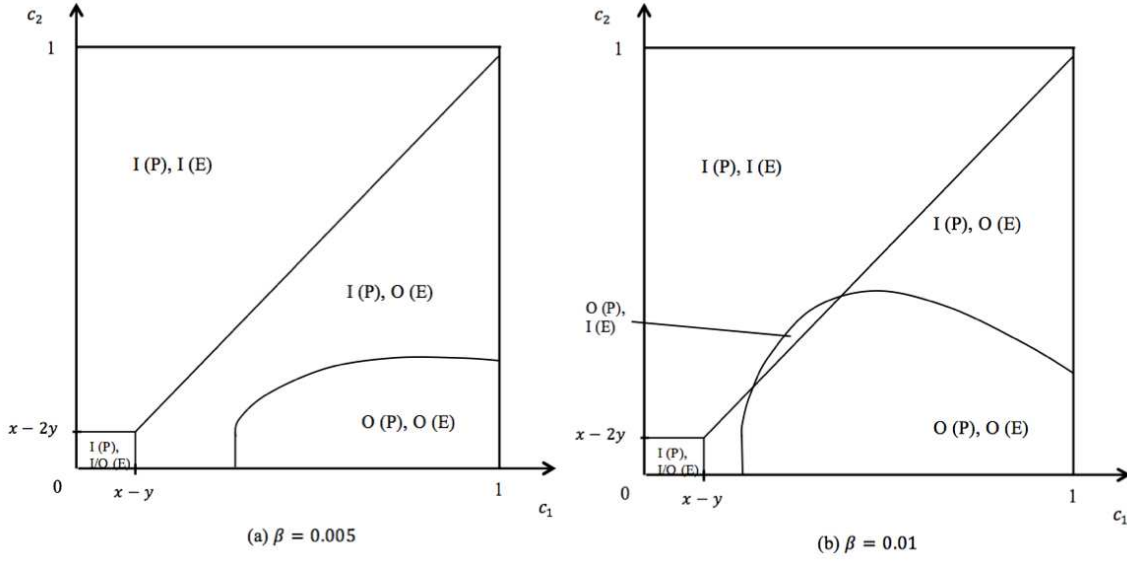 c₂
1
I (P), I (E)
I (P), O (E)
O (P), O (E)
x − 2y
I (P),
I/O (E)
0
x − y
1
c₁
(a) β = 0.005
c₂
1
I (P), I (E)
I (P), O (E)
O (P),
I (E)
O (P), O (E)
x − 2y
I (P),
I/O (E)
0
x − y
1
c₁
(b) β = 0.01